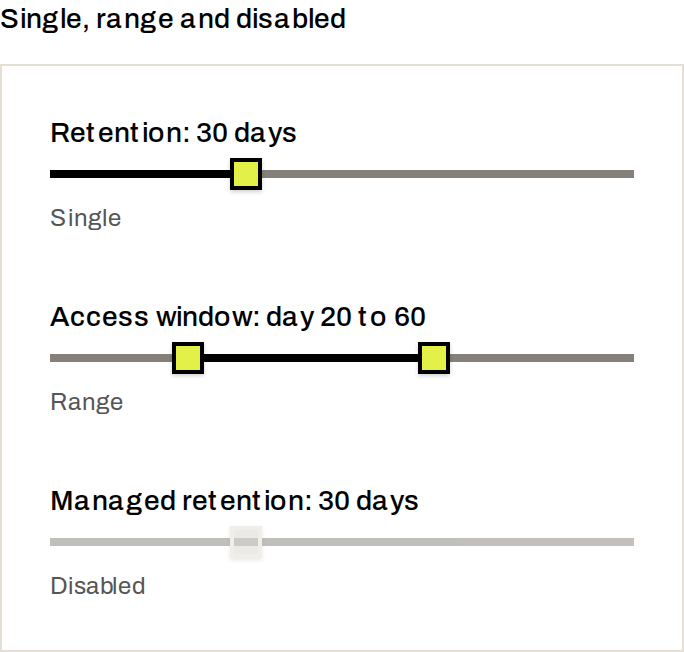 Single, range and disabled
Retention: 30 days
Single
Access window: day 20 to 60
Range
Managed retention: 30 days
Disabled